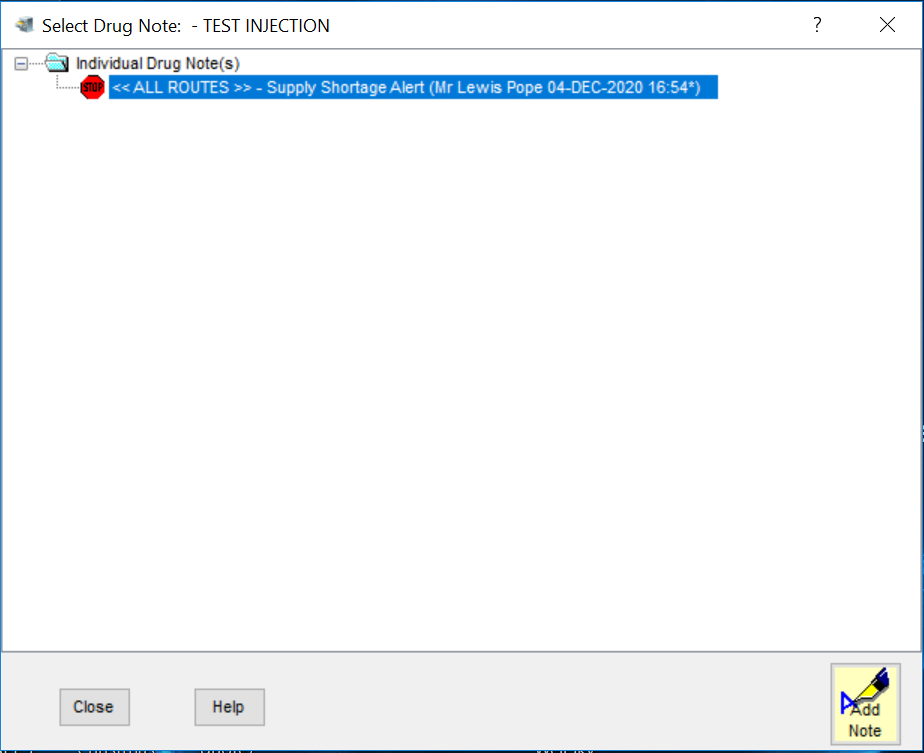 Select Drug Note:  - TEST INJECTION
Individual Drug Note(s)
STOP << ALL ROUTES >> - Supply Shortage Alert (Mr Lewis Pope 04-DEC-2020 16:54*)
Close Help
Add
Note